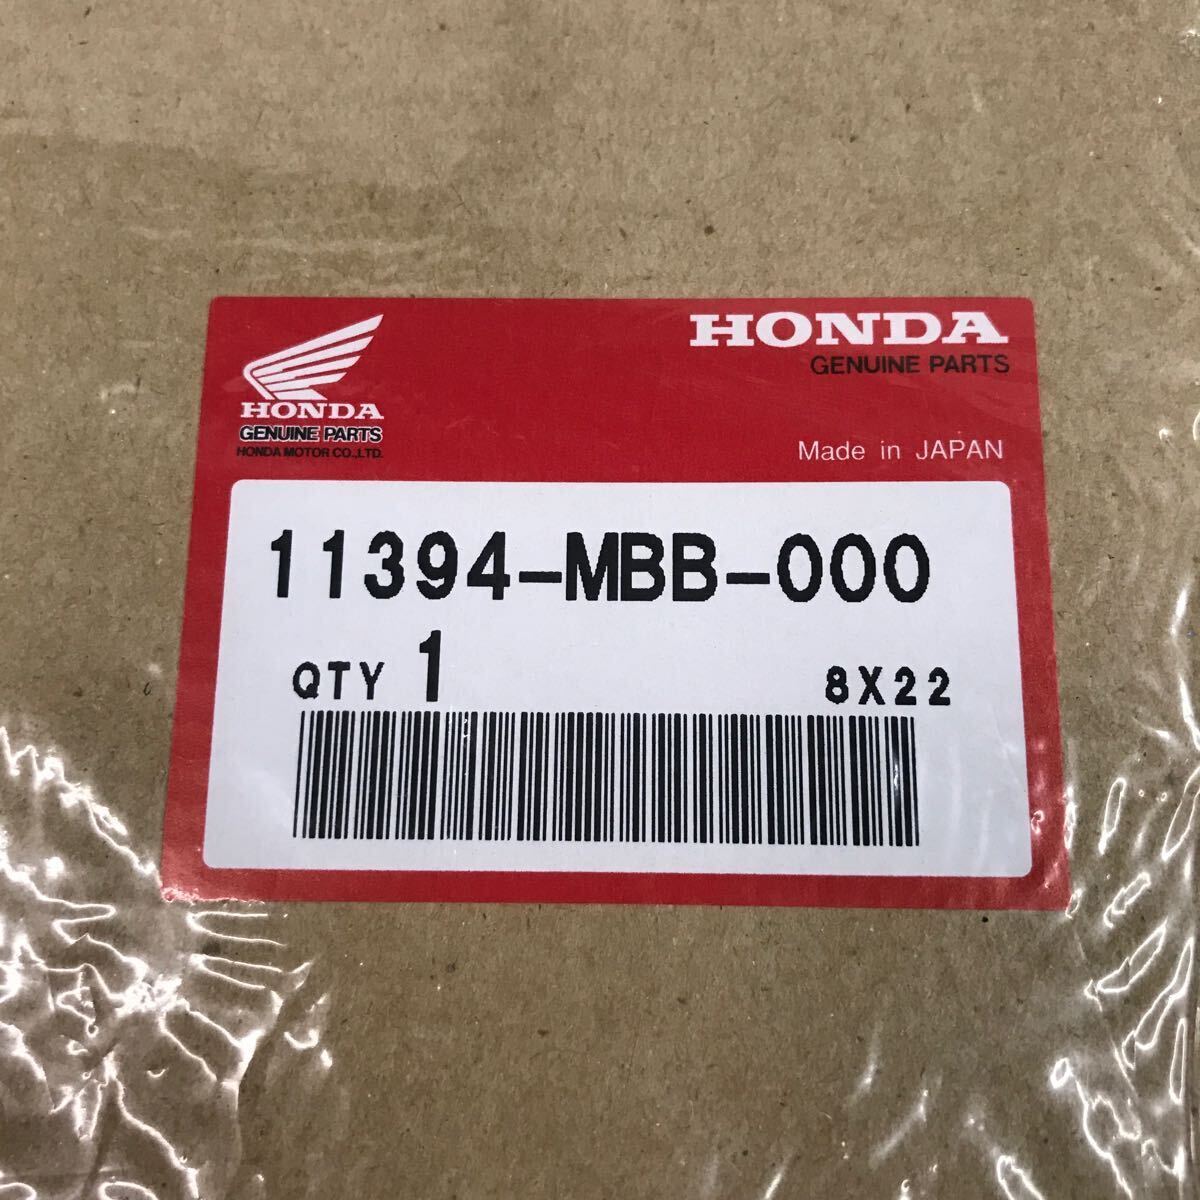 HONDA
GENUINE PARTS
HONDA MOTOR CO.,LTD.
HONDA
GENUINE PARTS
Made in JAPAN
11394-MBB-000
QTY 1 8X22